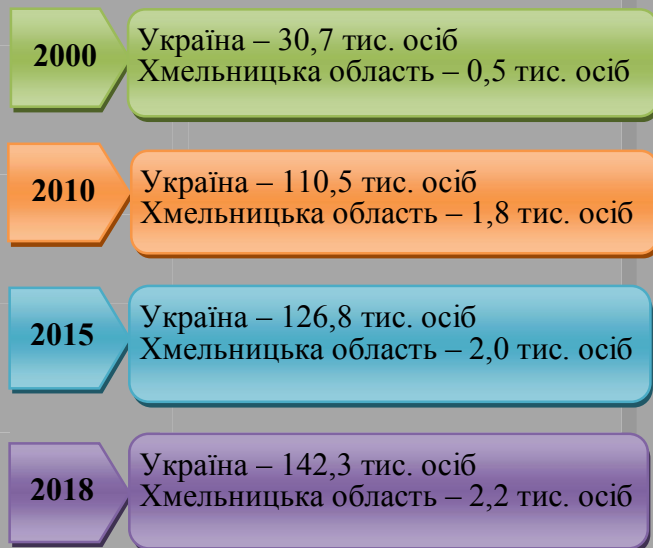 2000
Україна – 30,7 тис. осіб
Хмельницька область – 0,5 тис. осіб
2010
Україна – 110,5 тис. осіб
Хмельницька область – 1,8 тис. осіб
2015
Україна – 126,8 тис. осіб
Хмельницька область – 2,0 тис. осіб
2018
Україна – 142,3 тис. осіб
Хмельницька область – 2,2 тис. осіб